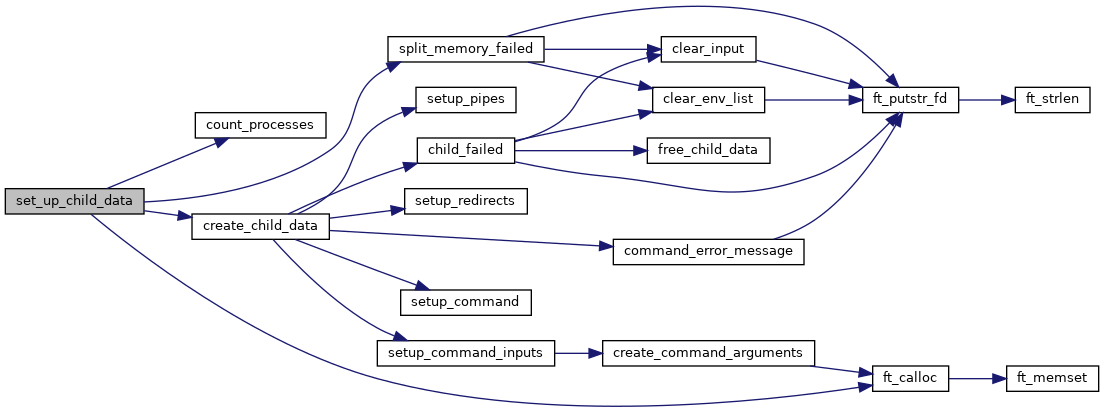 split_memory_failed
clear_input
setup_pipes
clear_env_list
ft_putstr_fd
ft_strlen
count_processes
child_failed
free_child_data
set_up_child_data
setup_redirects
create_child_data
command_error_message
setup_command
setup_command_inputs
create_command_arguments
ft_calloc
ft_memset